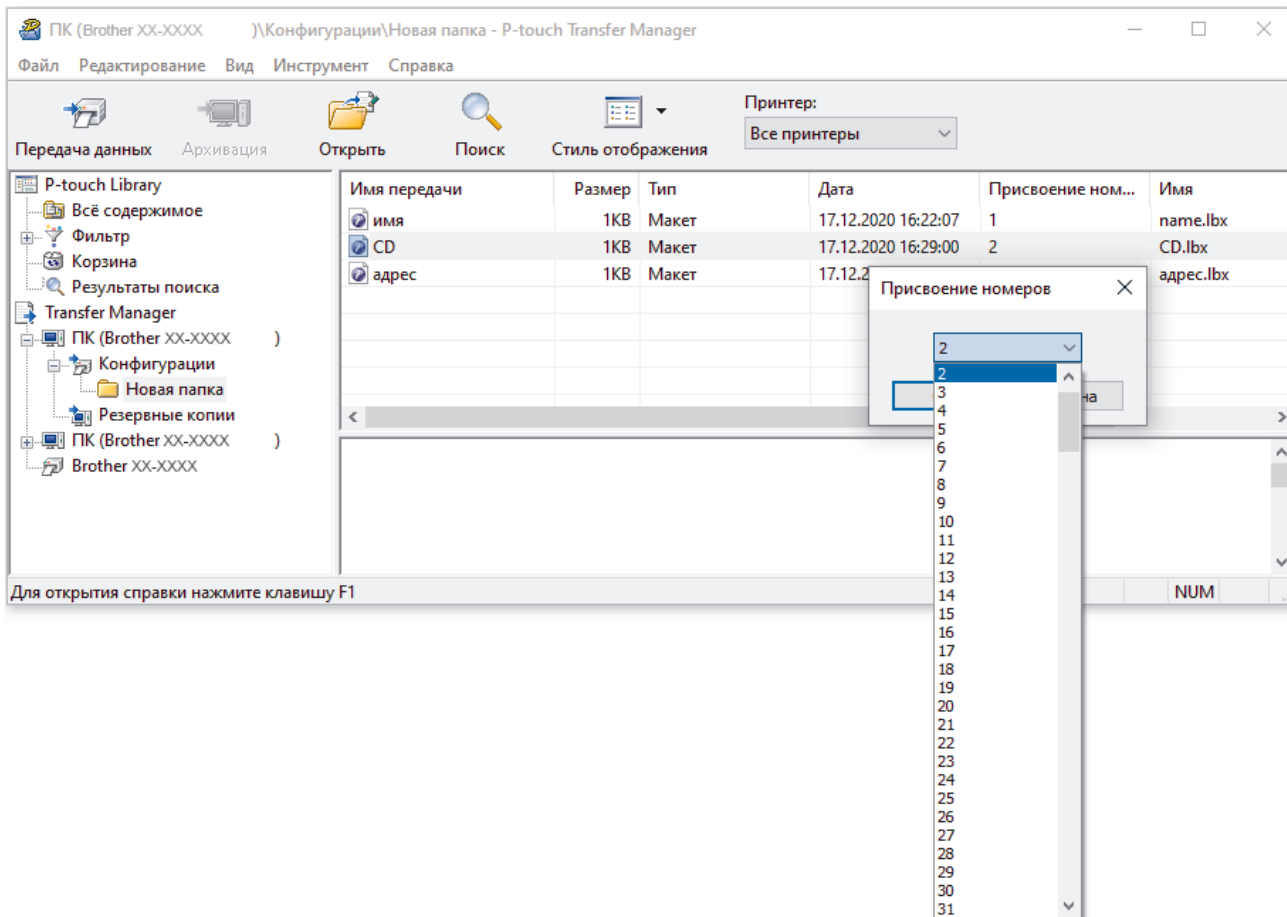 ПК (Brother XX-XXXX )\Конфигурации\Новая папка - P-touch Transfer Manager
Файл Редактирование Вид Инструмент Справка
Принтер:
Все принтеры
Передача данных Архивация Открыть Поиск Стиль отображения
P-touch Library
Всё содержимое
Фильтр
Корзина
Результаты поиска
Transfer Manager
ПК (Brother XX-XXXX )
Конфигурации
Новая папка
Резервные копии
ПК (Brother XX-XXXX )
Brother XX-XXXX
Имя передачи Размер Тип Дата Присвоение ном... Имя
имя 1KB Макет 17.12.2020 16:22:07 1 name.lbx
CD 1KB Макет 17.12.2020 16:29:00 2 CD.lbx
адрес 1KB Макет 17.12.2 адрес.lbx
Присвоение номеров
2
2
3
4
5
6
7
8
9
10
11
12
13
14
15
16
17
18
19
20
21
22
23
24
25
26
27
28
29
30
31
Для открытия справки нажмите клавишу F1
NUM